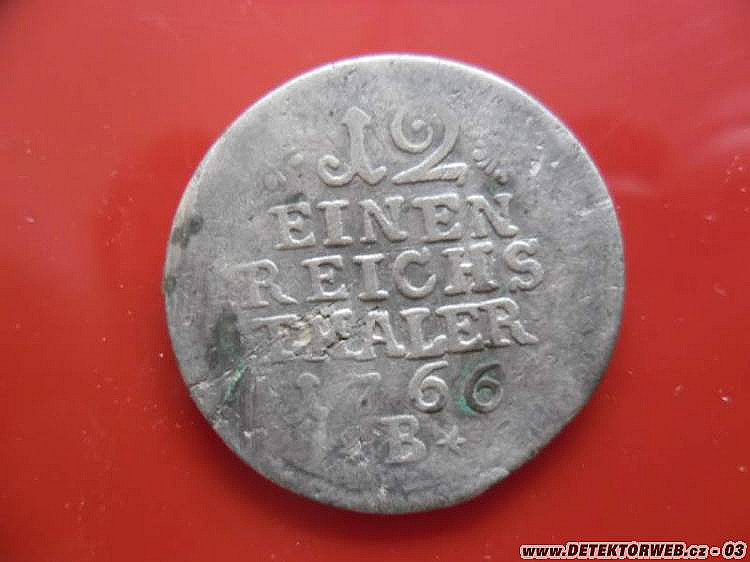 12
EINEN
REICHS
THALER
1766
B*
www.DETEKTORWEB.cz - 03